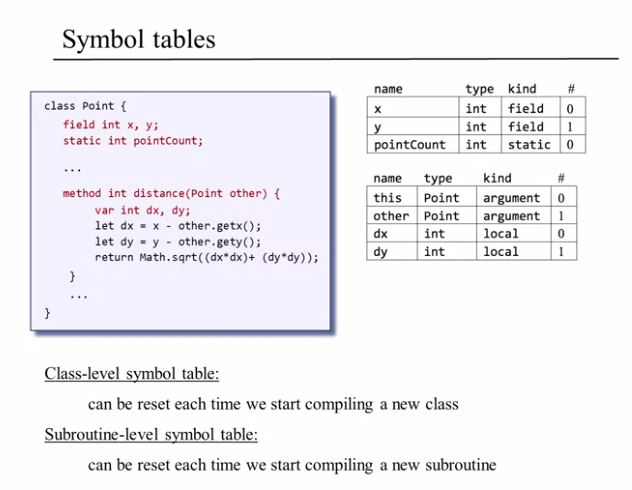 Symbol tables
class Point {
field int x, y;
static int pointCount;
...
method int distance(Point other) {
var int dx, dy;
let dx = x - other.getx();
let dy = y - other.gety();
return Math.sqrt((dx*dx)+ (dy*dy));
}
...
}
name type kind #
x int field 0
y int field 1
pointCount int static 0
name type kind #
this Point argument 0
other Point argument 1
dx int local 0
dy int local 1
Class-level symbol table:
can be reset each time we start compiling a new class
Subroutine-level symbol table:
can be reset each time we start compiling a new subroutine